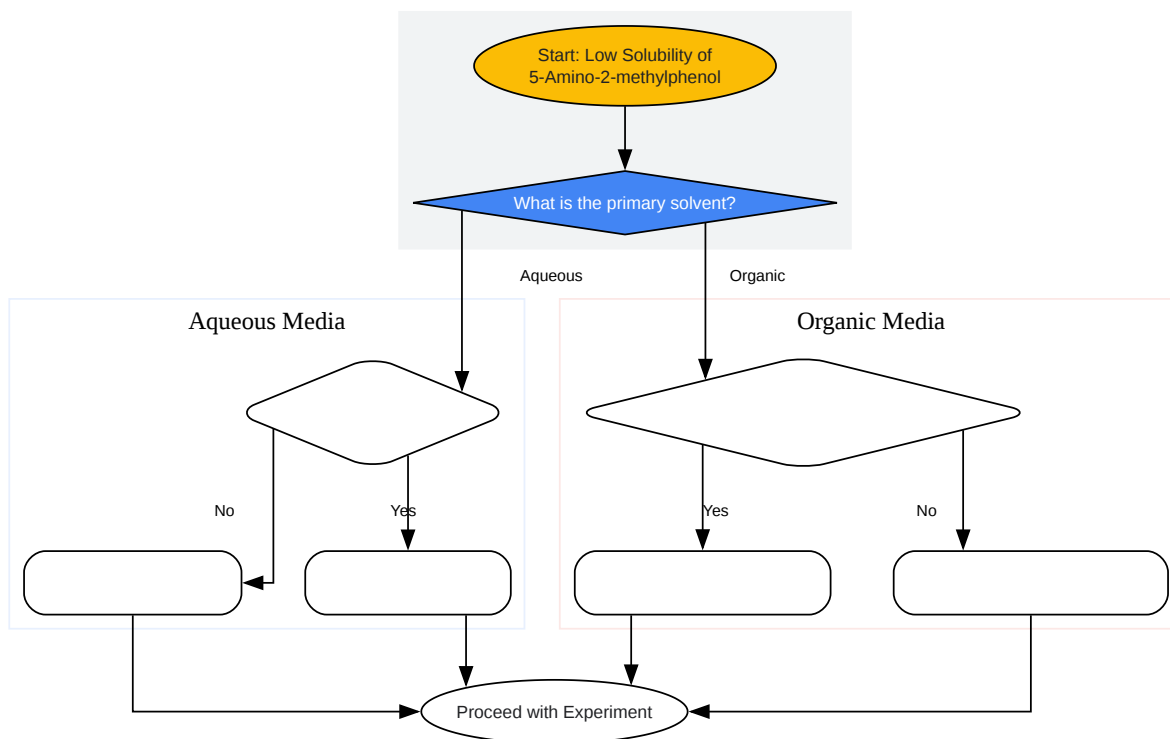 Start: Low Solubility of
5-Amino-2-methylphenol
What is the primary solvent?
Aqueous
Organic
Aqueous Media
Organic Media
No
Yes
Yes
No
Proceed with Experiment